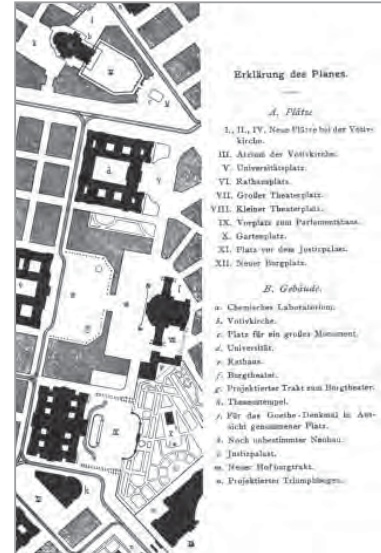 Erklärung des Planes.
A. Plätze
I., II., IV. Neue Plätze bei der Votiv-
kirche.
III. Atrium der Votivkirche.
V. Universitätsplatz.
VI. Rathausplatz.
VII. Großer Theaterplatz.
VIII. Kleiner Theaterplatz.
IX. Vorplatz zum Parlamentshaus.
X. Gartenplatz.
XI. Platz vor dem Justizpalast.
XII. Neuer Burgplatz.
B. Gebäude.
a. Chemisches Laboratorium.
b. Votivkirche.
c. Platz für ein großes Monument.
d. Universität.
e. Rathaus.
f. Burgtheater.
g. Projektierter Trakt zum Burgtheater.
h. Theseustempel.
j. Für das Goethe-Denkmal in Aus-
sicht genommener Platz.
k. Noch unbestimmter Neubau.
l. Justizpalast.
m. Neuer Hofburgtrakt.
n. Projektierter Triumphbogen.